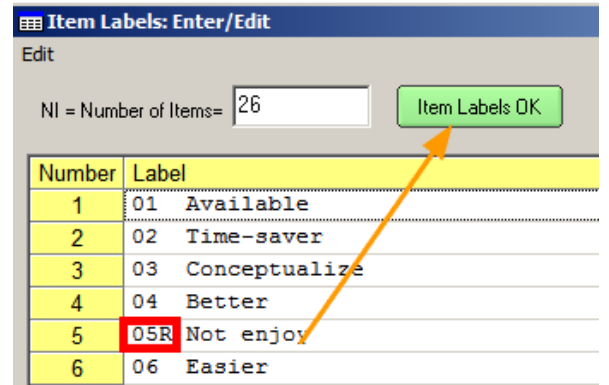 Item Labels: Enter/Edit
Edit
NI = Number of Items= 26 Item Labels OK
Number Label
1 01 Available
2 02 Time-saver
3 03 Conceptualize
4 04 Better
5 05R Not enjoy
6 06 Easier